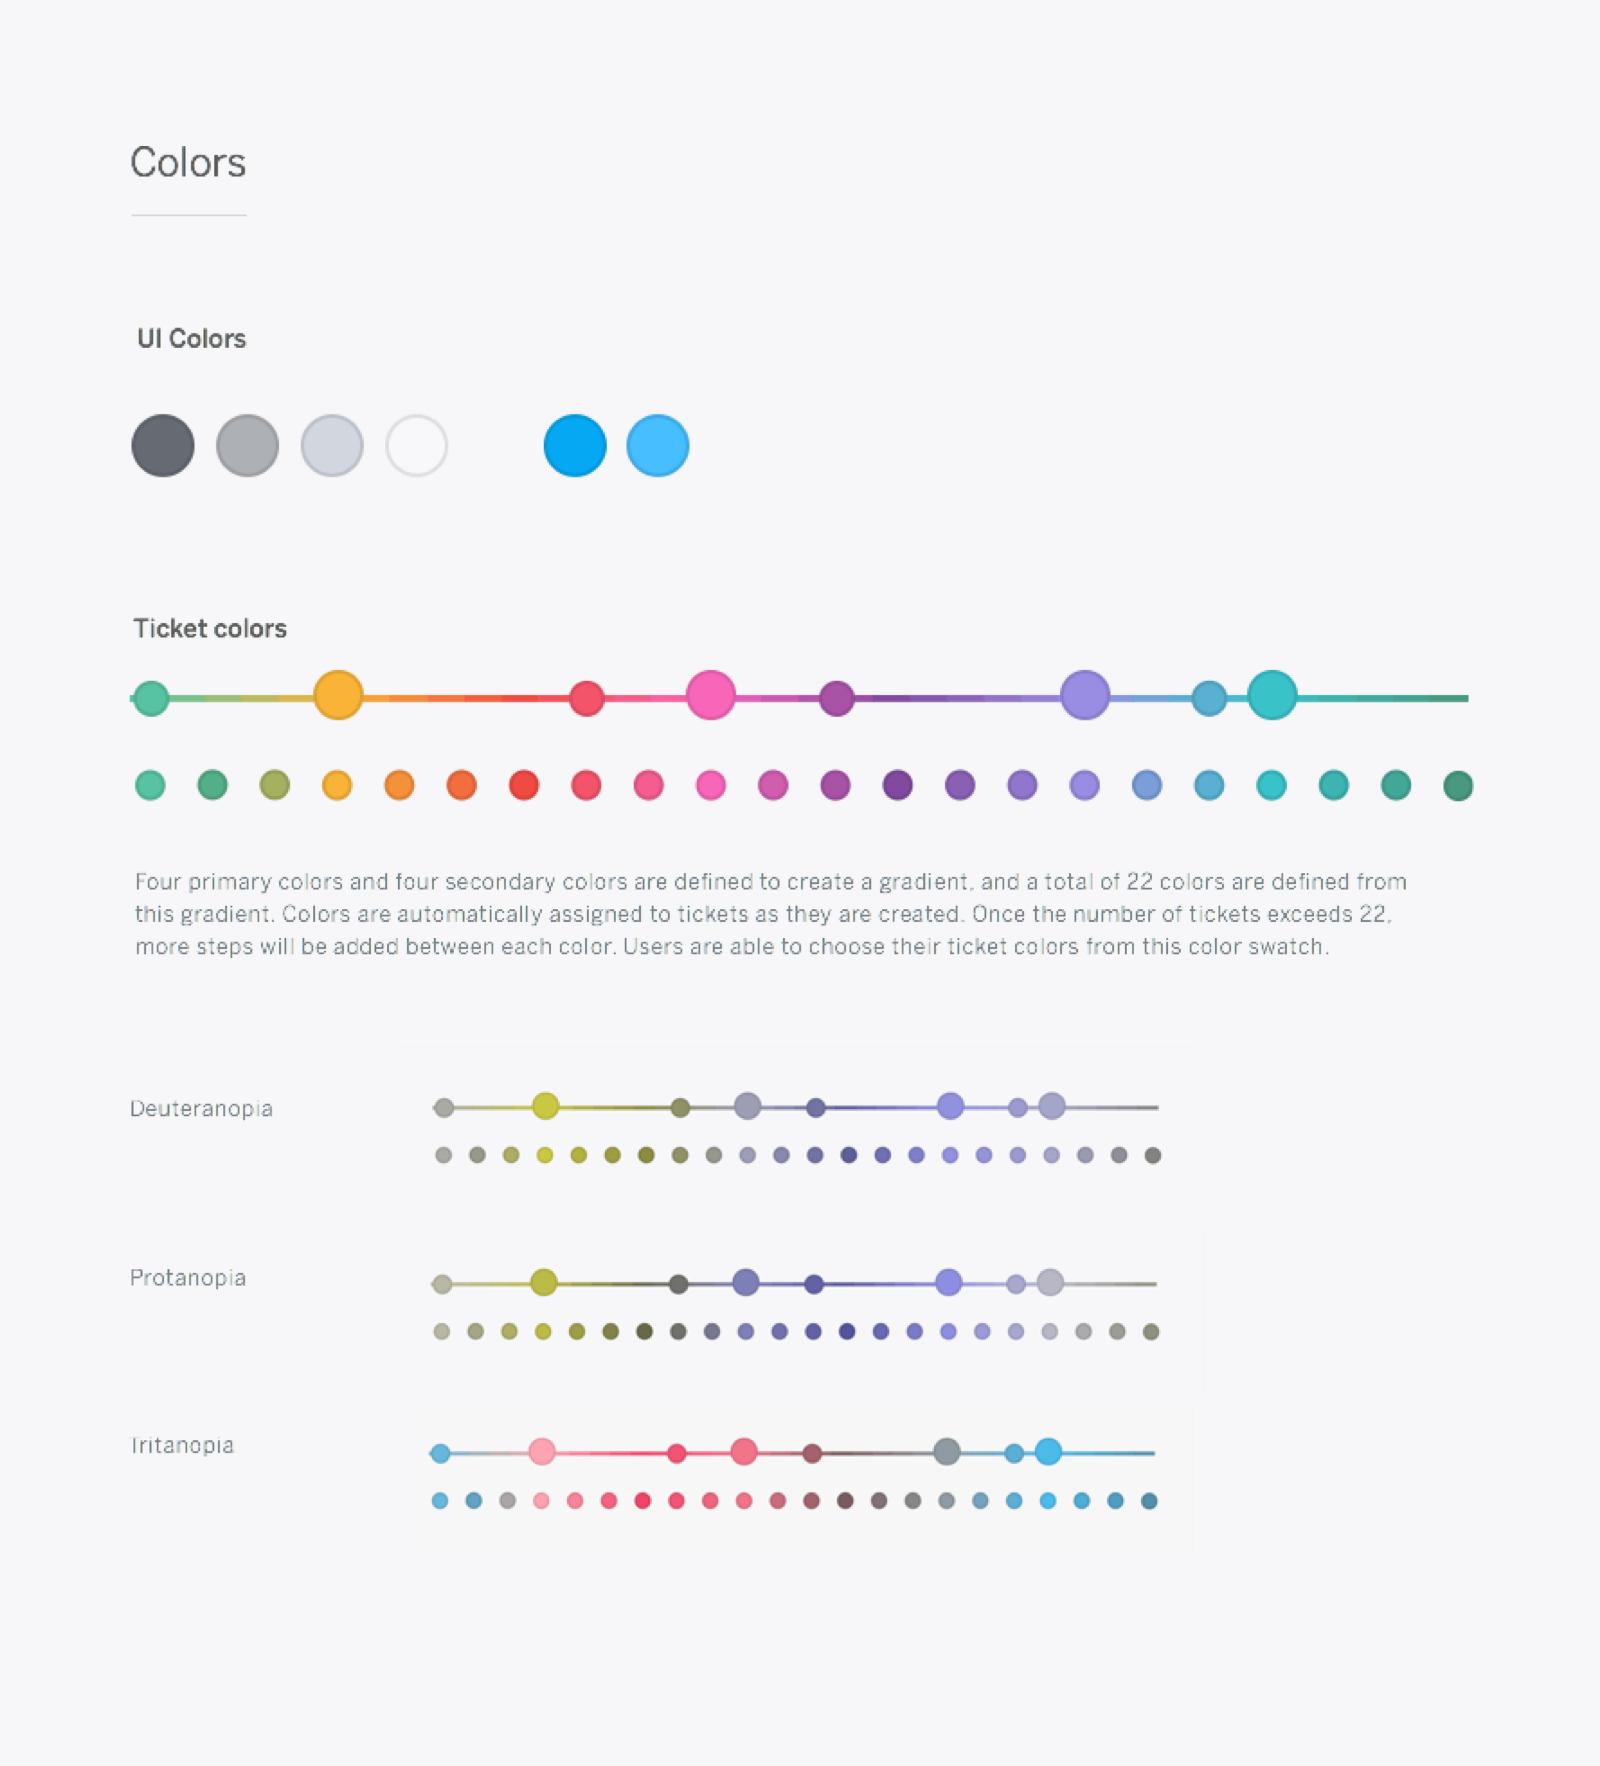 Colors
UI Colors
Ticket colors
Four primary colors and four secondary colors are defined to create a gradient, and a total of 22 colors are defined from
this gradient. Colors are automatically assigned to tickets as they are created. Once the number of tickets exceeds 22,
more steps will be added between each color. Users are able to choose their ticket colors from this color swatch.
Deuteranopia
Protanopia
Tritanopia